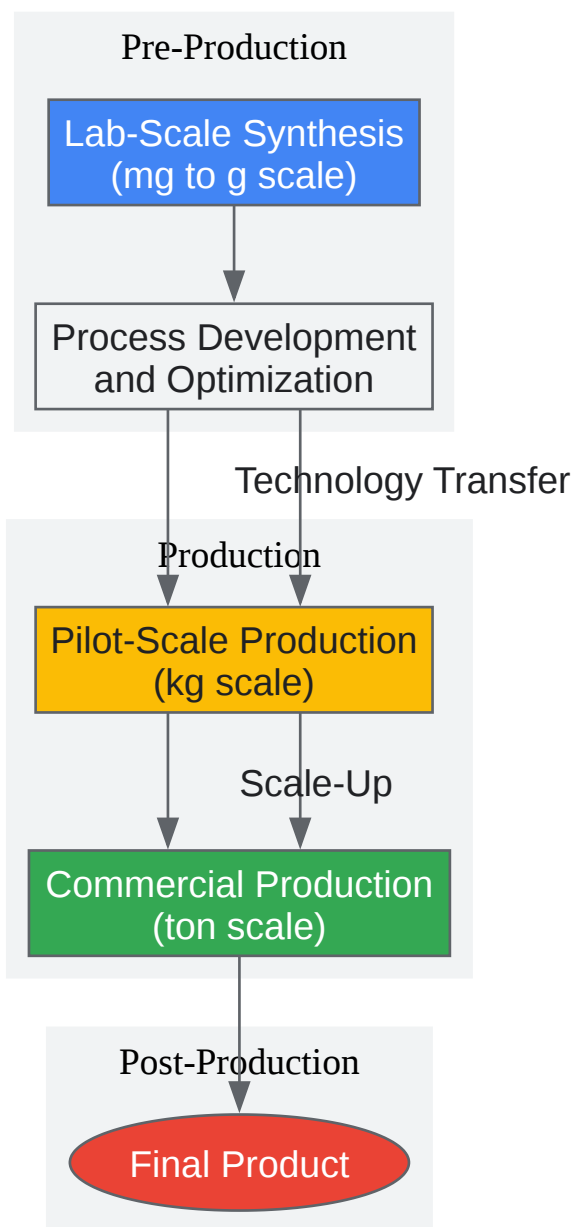 Pre-Production
Lab-Scale Synthesis
(mg to g scale)
Process Development
and Optimization
Technology Transfer
Production
Pilot-Scale Production
(kg scale)
Scale-Up
Commercial Production
(ton scale)
Post-Production
Final Product